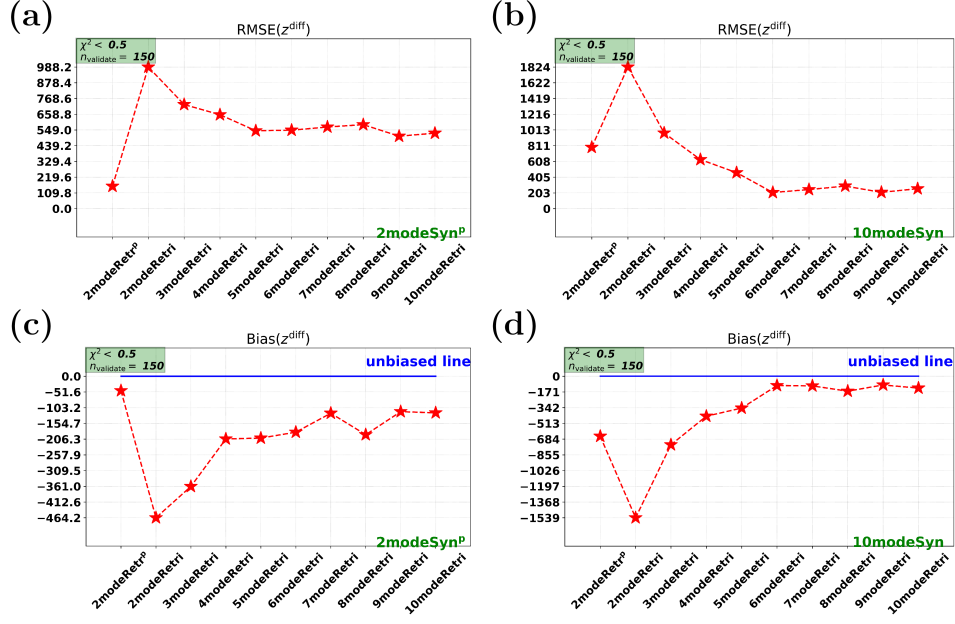 (a)
RMSE(z^diff)
χ² < 0.5
n_validate = 150
988.2
878.4
768.6
658.8
549.0
439.2
329.4
219.6
109.8
0.0
2modeSyn^p
2modeRetri^p
2modeRetri
3modeRetri
4modeRetri
5modeRetri
6modeRetri
7modeRetri
8modeRetri
9modeRetri
10modeRetri
(b)
RMSE(z^diff)
χ² < 0.5
n_validate = 150
1824
1622
1419
1216
1013
811
608
405
203
0
10modeSyn
2modeRetri^p
2modeRetri
3modeRetri
4modeRetri
5modeRetri
6modeRetri
7modeRetri
8modeRetri
9modeRetri
10modeRetri
(c)
Bias(z^diff)
χ² < 0.5
n_validate = 150
unbiased line
0.0
−51.6
−103.2
−154.7
−206.3
−257.9
−309.5
−361.0
−412.6
−464.2
2modeSyn^p
2modeRetri^p
2modeRetri
3modeRetri
4modeRetri
5modeRetri
6modeRetri
7modeRetri
8modeRetri
9modeRetri
10modeRetri
(d)
Bias(z^diff)
χ² < 0.5
n_validate = 150
unbiased line
0
−171
−342
−513
−684
−855
−1026
−1197
−1368
−1539
10modeSyn
2modeRetri^p
2modeRetri
3modeRetri
4modeRetri
5modeRetri
6modeRetri
7modeRetri
8modeRetri
9modeRetri
10modeRetri